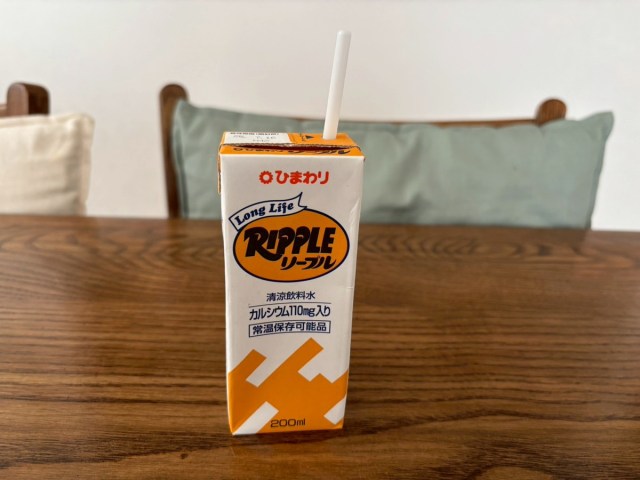 ひまわり
Long Life
RIPPLE
リープル
清涼飲料水
カルシウム110mg入り
常温保存可能品
200ml